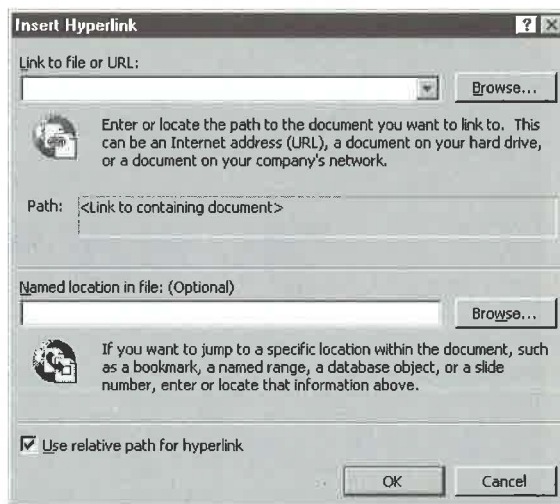 Insert Hyperlink
Link to file or URL:
Browse...
Enter or locate the path to the document you want to link to. This
can be an Internet address (URL), a document on your hard drive,
or a document on your company's network.
Path: <Link to containing document>
Named location in file: (Optional)
Browse...
If you want to jump to a specific location within the document, such
as a bookmark, a named range, a database object, or a slide
number, enter or locate that information above.
Use relative path for hyperlink
OK Cancel